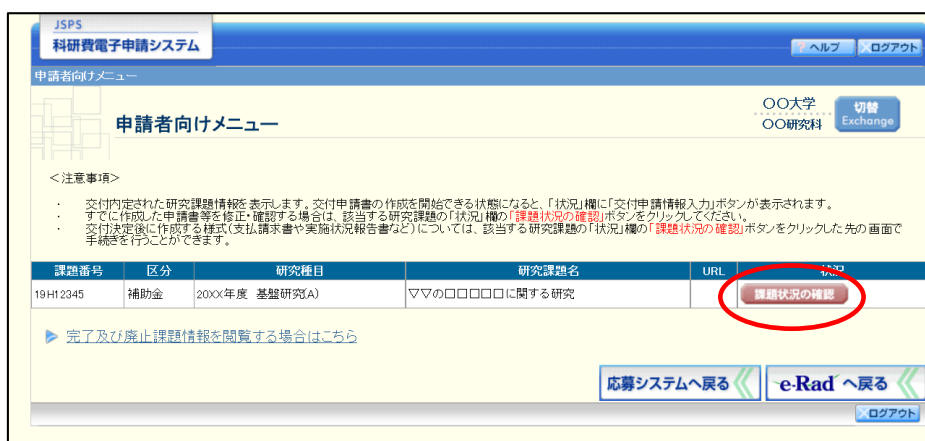 JSPS
科研費電子申請システム
? ヘルプ
ログアウト
申請者向けメニュー
申請者向けメニュー
〇〇大学
〇〇研究科
切替
Exchange
＜注意事項＞
・ 交付内定された研究課題情報を表示します。交付申請書の作成を開始できる状態になると、「状況」欄に「交付申請情報入力」ボタンが表示されます。
・ すでに作成した申請書等を修正・確認する場合は、該当する研究課題の「状況」欄の「課題状況の確認」ボタンをクリックしてください。
・ 交付決定後に作成する様式(支払請求書や実施状況報告書など)については、該当する研究課題の「状況」欄の「課題状況の確認」ボタンをクリックした先の画面で
手続きを行うことができます。
課題番号 区分 研究種目 研究課題名 URL 状況
19H12345 補助金 20XX年度 基盤研究(A) ▽▽の□□□□□に関する研究 課題状況の確認
完了及び廃止課題情報を閲覧する場合はこちら
応募システムへ戻る
e-Rad へ戻る
ログアウト